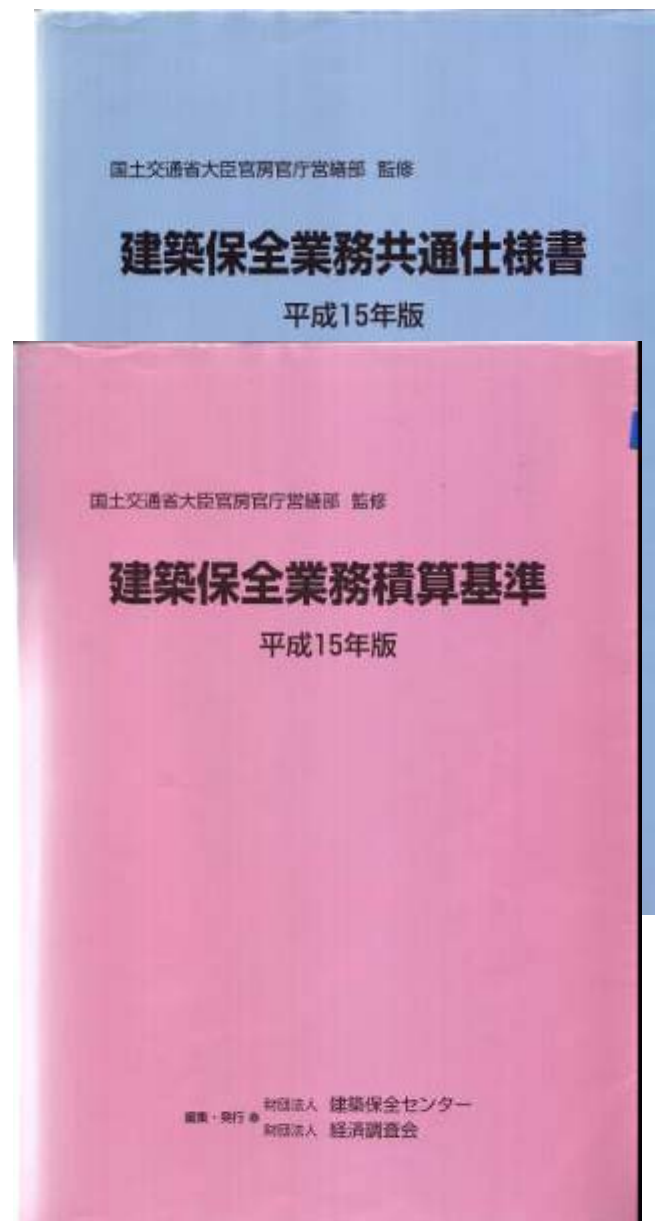 国土交通省大臣官房官庁営繕部 監修
建築保全業務共通仕様書
平成15年版
国土交通省大臣官房官庁営繕部 監修
建築保全業務積算基準
平成15年版
編集・発行● 財団法人 建築保全センター
財団法人 経済調査会